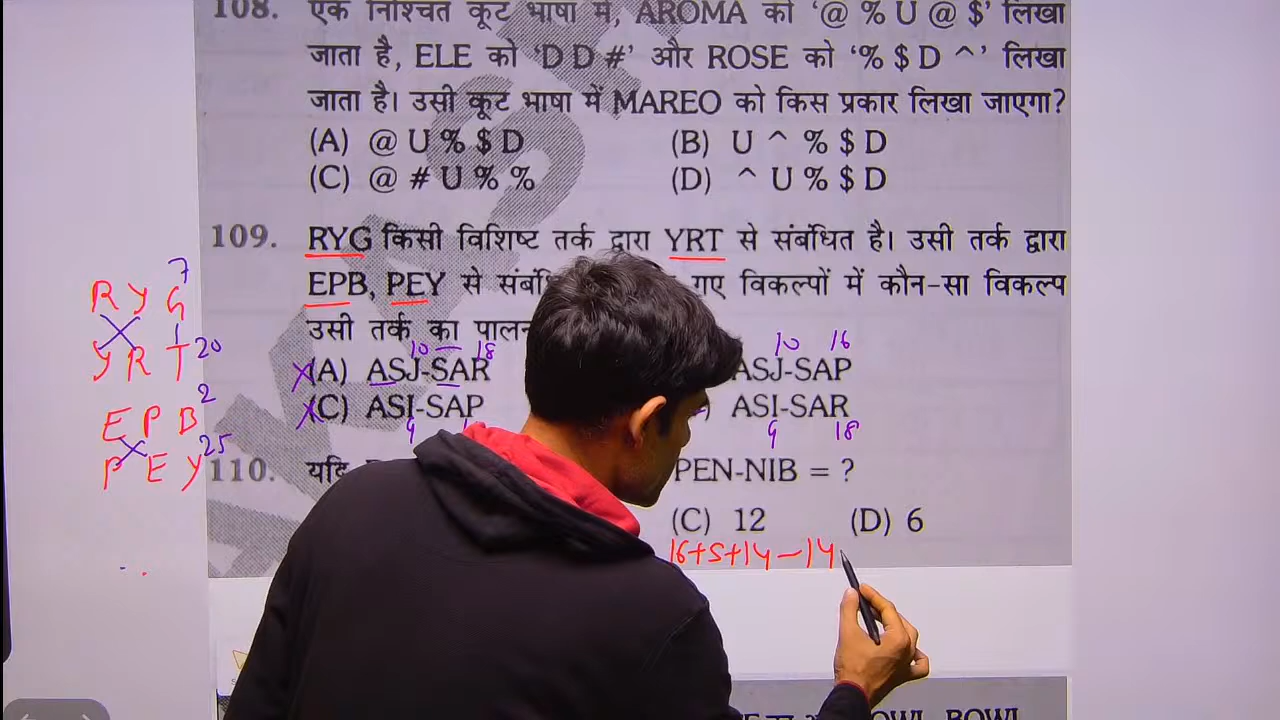 108. एक निश्चित कूट भाषा में, AROMA को '@ % U @ $' लिखा
जाता है, ELE को 'D D #' और ROSE को '% $ D ^' लिखा
जाता है। उसी कूट भाषा में MAREO को किस प्रकार लिखा जाएगा?
(A) @ U % $ D (B) U ^ % $ D
(C) @ # U % % (D) ^ U % $ D
109. RYG किसी विशिष्ट तर्क द्वारा YRT से संबंधित है। उसी तर्क द्वारा
EPB, PEY से गए विकल्पों में कौन-सा विकल्प
उसी तर्क का
10 18 10 16
(A) ASJ-SAR ASJ-SAP
(C) ASI-SAP ASI-SAR
9 9 18
110. यदि PEN-NIB = ?
(C) 12 (D) 6
16+5+14-14
7
R Y G
Y R T 20
2
E P B
P E Y 25